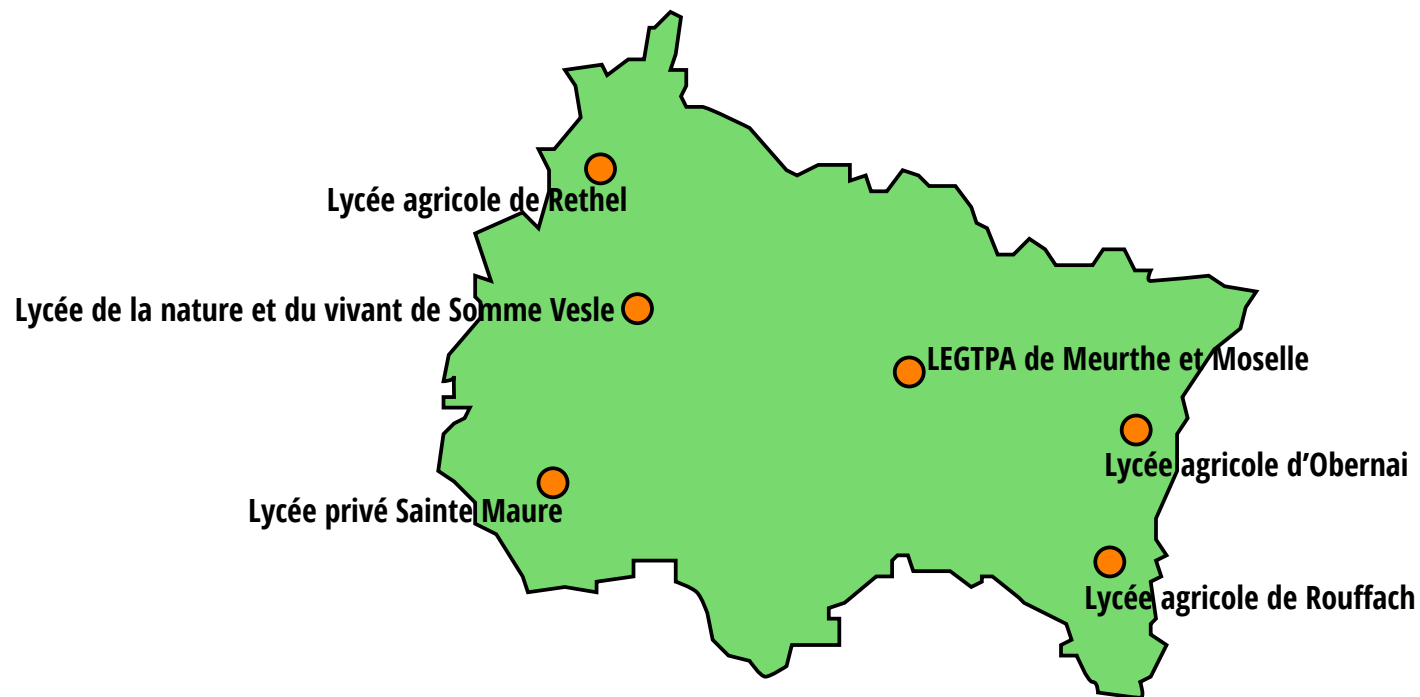 Lycée agricole de Rethel
Lycée de la nature et du vivant de Somme Vesle
LEGTPA de Meurthe et Moselle
Lycée agricole d’Obernai
Lycée privé Sainte Maure
Lycée agricole de Rouffach